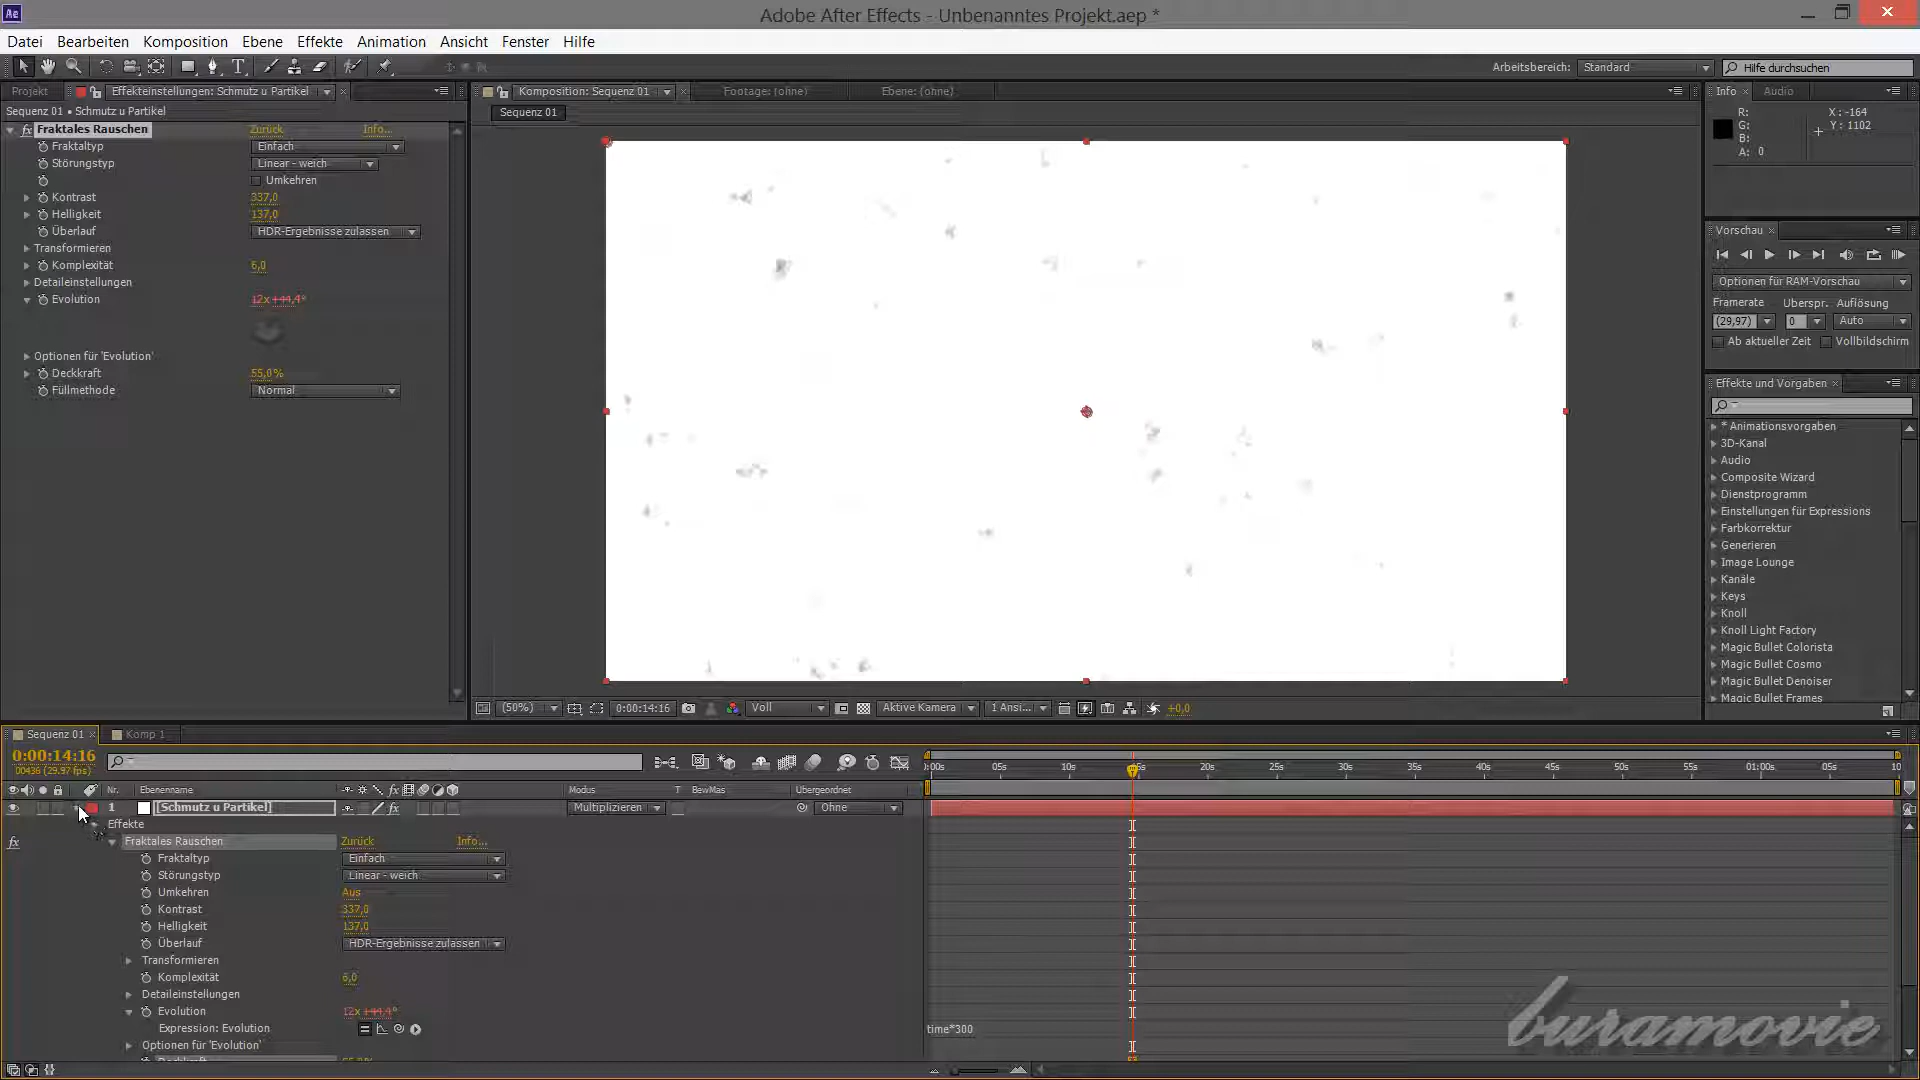 Ae
Adobe After Effects - Unbenanntes Projekt.aep *
Datei Bearbeiten Komposition Ebene Effekte Animation Ansicht Fenster Hilfe
Arbeitsbereich: Standard Hilfe durchsuchen
Projekt Effekteinstellungen: Schmutz u Partikel
Komposition: Sequenz 01 Footage: (ohne) Ebene: (ohne)
Info Audio
Sequenz 01 • Schmutz u Partikel
Sequenz 01
R: G: B: A: 0
X: -164
Y: 1102
fx Fraktales Rauschen Zurück Info...
Fraktaltyp Einfach
Störungstyp Linear - weich
Umkehren
Kontrast 337,0
Helligkeit 137,0
Überlauf HDR-Ergebnisse zulassen
Transformieren
Komplexität 6,0
Detaileinstellungen
Evolution 12x+44,4°
Optionen für 'Evolution'
Deckkraft 55,0%
Füllmethode Normal
Vorschau
Optionen für RAM-Vorschau
Framerate Überspr. Auflösung
(29,97) 0 Auto
Ab aktueller Zeit Vollbildschirm
Effekte und Vorgaben
* Animationsvorgaben
3D-Kanal
Audio
Composite Wizard
Dienstprogramm
Einstellungen für Expressions
Farbkorrektur
Generieren
Image Lounge
Kanäle
Keys
Knoll
Knoll Light Factory
Magic Bullet Colorista
Magic Bullet Cosmo
Magic Bullet Denoiser
Magic Bullet Frames
(50%) 0:00:14:16 Voll Aktive Kamera 1 Ansi... +0,0
Sequenz 01 Komp 1
0:00:14:16
00436 (29.97 fps)
):00s 05s 10s 15s 20s 25s 30s 35s 40s 45s 50s 55s 01:00s 05s 10
Nr. Ebenenname fx Modus T BewMas Übergeordnet
1 [Schmutz u Partikel] fx Multiplizieren Ohne
Effekte
fx Fraktales Rauschen Zurück Info...
Fraktaltyp Einfach
Störungstyp Linear - weich
Umkehren Aus
Kontrast 337,0
Helligkeit 137,0
Überlauf HDR-Ergebnisse zulassen
Transformieren
Komplexität 6,0
Detaileinstellungen
Evolution 12x+44,4°
Expression: Evolution time*300
Optionen für 'Evolution'
buramovie